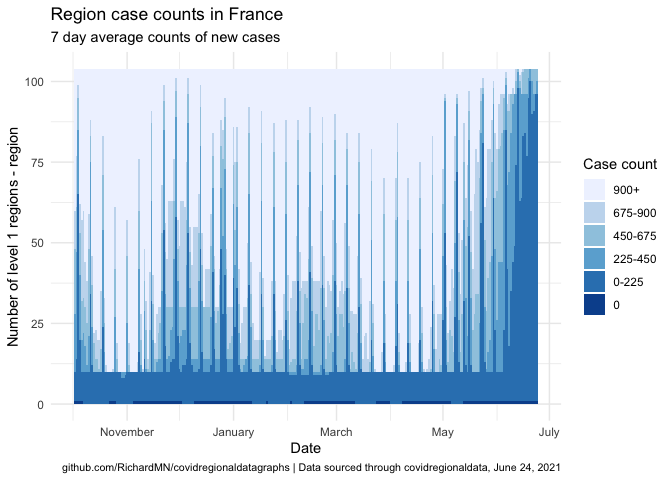 Region case counts in France
7 day average counts of new cases
Number of level 1 regions - region
100
75
50
25
0
November
January
March
May
July
Date
Case count
900+
675-900
450-675
225-450
0-225
0
github.com/RichardMN/covidregionaldatagraphs | Data sourced through covidregionaldata, June 24, 2021